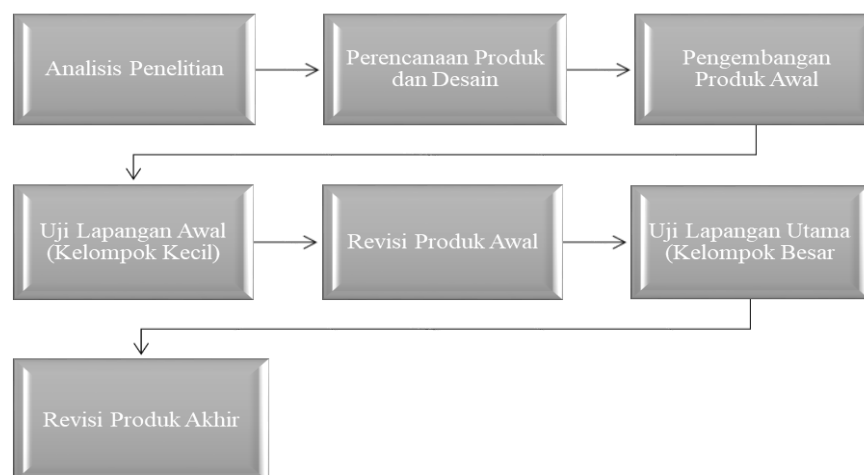 Analisis Penelitian
Perencanaan Produk
dan Desain
Pengembangan
Produk Awal
Uji Lapangan Awal
(Kelompok Kecil)
Revisi Produk Awal
Uji Lapangan Utama
(Kelompok Besar
Revisi Produk Akhir